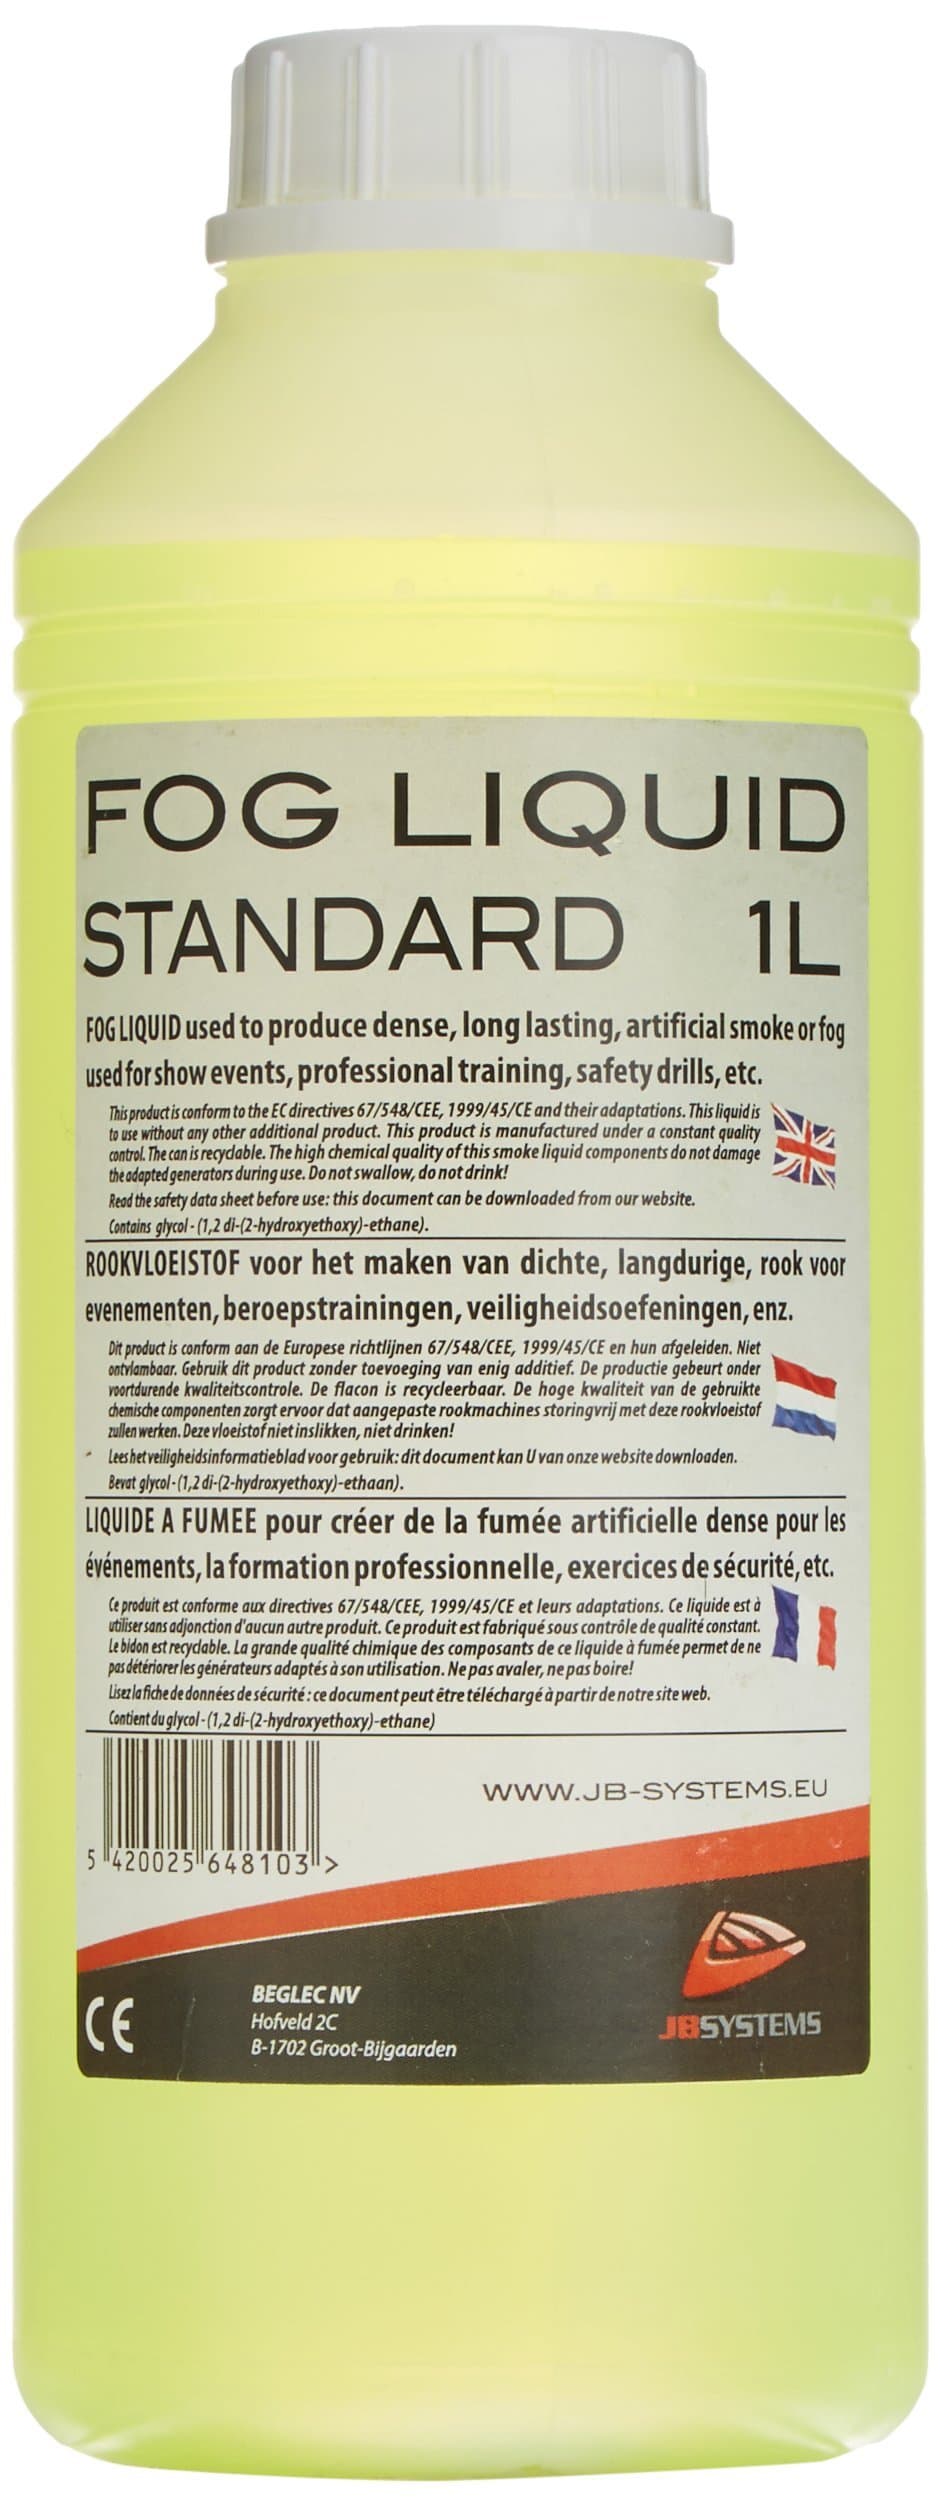 FOG LIQUID
STANDARD 1L
FOG LIQUID used to produce dense, long lasting, artificial smoke or fog
used for show events, professional training, safety drills, etc.
This product is conform to the EC directives 67/548/CEE, 1999/45/CE and their adaptations. This liquid is
to use without any other additional product. This product is manufactured under a constant quality
control. The can is recyclable. The high chemical quality of this smoke liquid components do not damage
the adapted generators during use. Do not swallow, do not drink!
Read the safety data sheet before use: this document can be downloaded from our website.
Contains glycol - (1,2 di-(2-hydroxyethoxy)-ethane).
ROOKVLOEISTOF voor het maken van dichte, langdurige, rook voor
evenementen, beroepstrainingen, veiligheidsoefeningen, enz.
Dit product is conform aan de Europese richtlijnen 67/548/CEE, 1999/45/CE en hun afgeleiden. Niet
ontvlambaar. Gebruik dit product zonder toevoeging van enig additief. De productie gebeurt onder
voortdurende kwaliteitscontrole. De flacon is recycleerbaar. De hoge kwaliteit van de gebruikte
chemische componenten zorgt ervoor dat aangepaste rookmachines storingvrij met deze rookvloeistof
zullen werken. Deze vloeistof niet inslikken, niet drinken!
Lees het veiligheidsinformatieblad voor gebruik: dit document kan U van onze website downloaden.
Bevat glycol - (1,2 di-(2-hydroxyethoxy)-ethaan).
LIQUIDE A FUMEE pour créer de la fumée artificielle dense pour les
événements, la formation professionnelle, exercices de sécurité, etc.
Ce produit est conforme aux directives 67/548/CEE, 1999/45/CE et leurs adaptations. Ce liquide est à
utiliser sans adjonction d'aucun autre produit. Ce produit est fabriqué sous contrôle de qualité constant.
Le bidon est recyclable. La grande qualité chimique des composants de ce liquide à fumée permet de ne
pas détériorer les générateurs adaptés à son utilisation. Ne pas avaler, ne pas boire!
Lisez la fiche de données de sécurité : ce document peut être téléchargé à partir de notre site web.
Contient du glycol - (1,2 di-(2-hydroxyethoxy)-ethane)
WWW.JB-SYSTEMS.EU
5 420025 648103 >
CE
BEGLEC NV
Hofveld 2C
B-1702 Groot-Bijgaarden
JBSYSTEMS